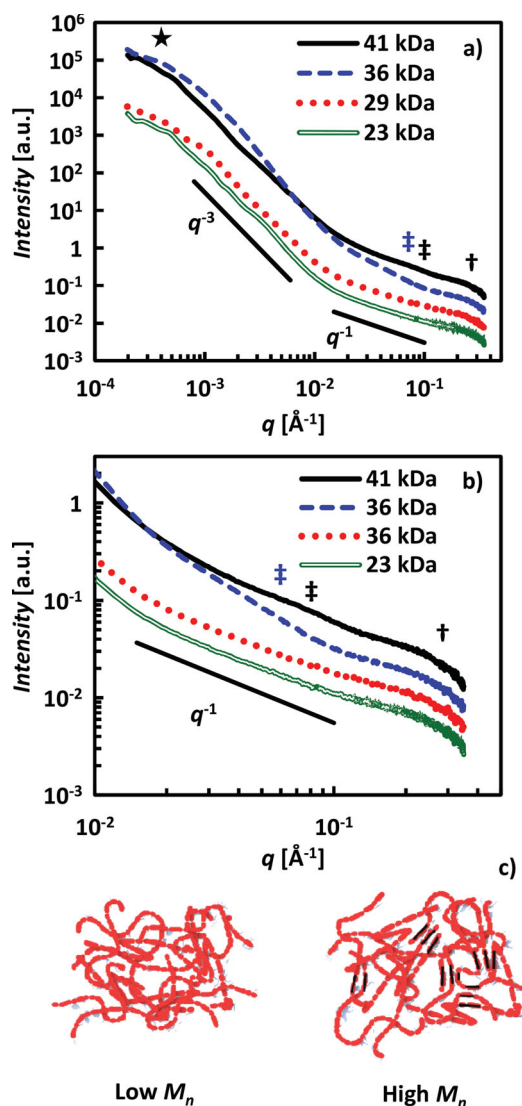 a)
★
41 kDa
36 kDa
29 kDa
23 kDa
10⁶
10⁵
10⁴
10³
10²
10¹
1
10⁻¹
10⁻²
10⁻³
Intensity [a.u.]
q⁻³
q⁻¹
‡
‡
†
10⁻⁴
10⁻³
10⁻²
10⁻¹
q [Å⁻¹]
b)
41 kDa
36 kDa
36 kDa
23 kDa
1
10⁻¹
10⁻²
10⁻³
Intensity [a.u.]
‡
‡
†
q⁻¹
10⁻²
10⁻¹
q [Å⁻¹]
c)
Low Mₙ
High Mₙ